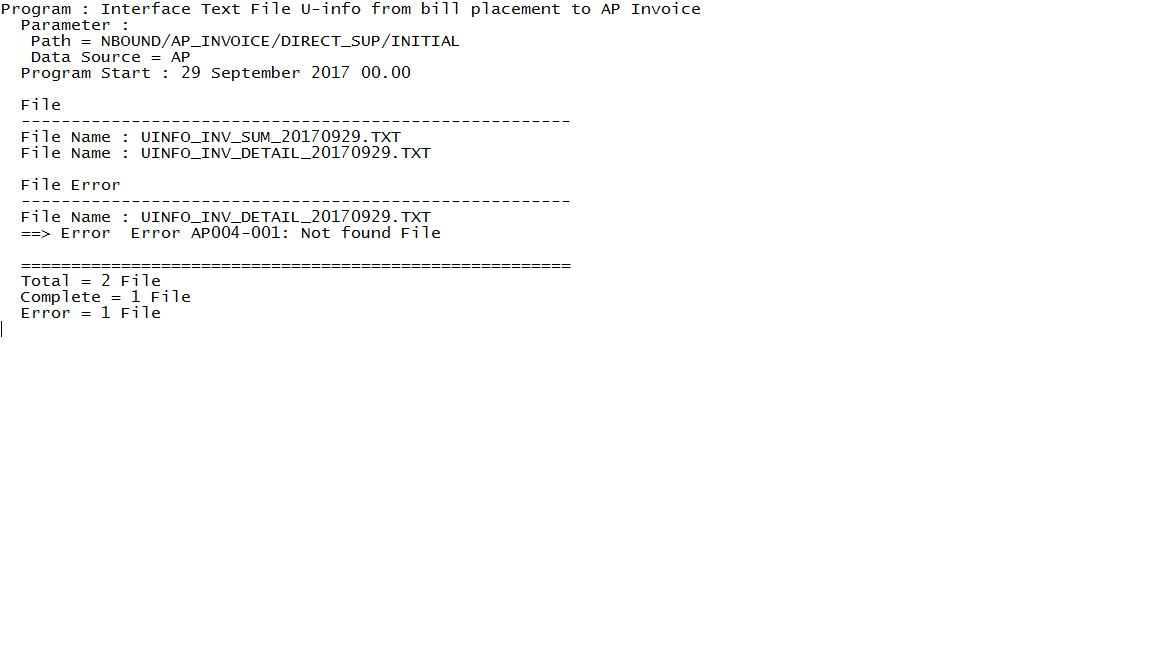 Program : Interface Text File U-info from bill placement to AP Invoice
Parameter :
Path = NBOUND/AP_INVOICE/DIRECT_SUP/INITIAL
Data Source = AP
Program Start : 29 September 2017 00.00
File
-------------------------------------------------------
File Name : UINFO_INV_SUM_20170929.TXT
File Name : UINFO_INV_DETAIL_20170929.TXT
File Error
-------------------------------------------------------
File Name : UINFO_INV_DETAIL_20170929.TXT
==> Error  Error AP004-001: Not found File
=======================================================
Total = 2 File
Complete = 1 File
Error = 1 File